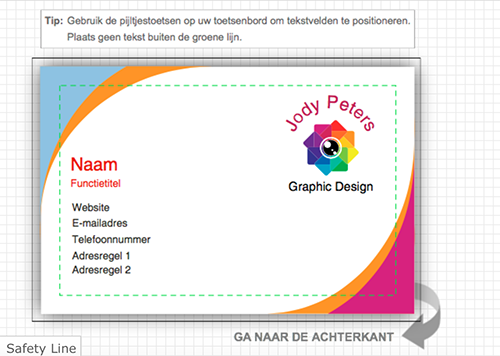 Tip: Gebruik de pijltjestoetsen op uw toetsenbord om tekstvelden te positioneren.
Plaats geen tekst buiten de groene lijn.
Jody Peters
Graphic Design
Naam
Functietitel
Website
E-mailadres
Telefoonnummer
Adresregel 1
Adresregel 2
GA NAAR DE ACHTERKANT
Safety Line